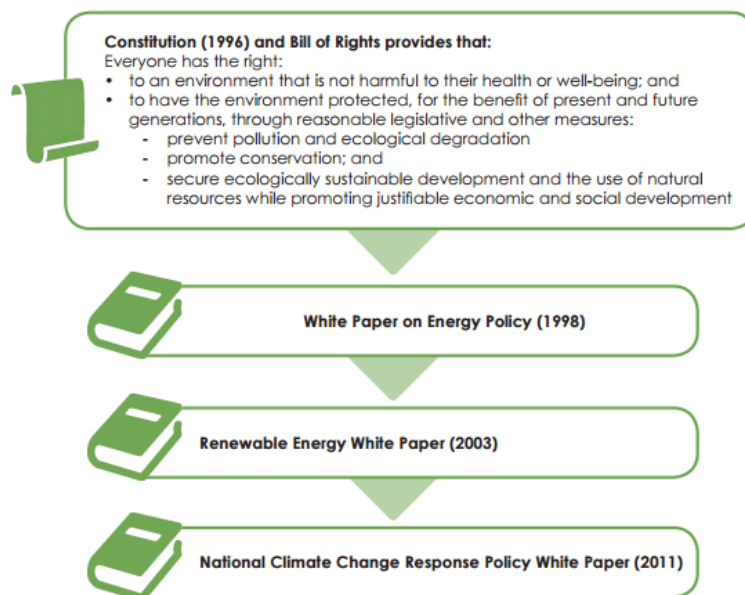 Constitution (1996) and Bill of Rights provides that:
Everyone has the right:
• to an environment that is not harmful to their health or well-being; and
• to have the environment protected, for the benefit of present and future
generations, through reasonable legislative and other measures:
- prevent pollution and ecological degradation
- promote conservation; and
- secure ecologically sustainable development and the use of natural
resources while promoting justifiable economic and social development
White Paper on Energy Policy (1998)
Renewable Energy White Paper (2003)
National Climate Change Response Policy White Paper (2011)